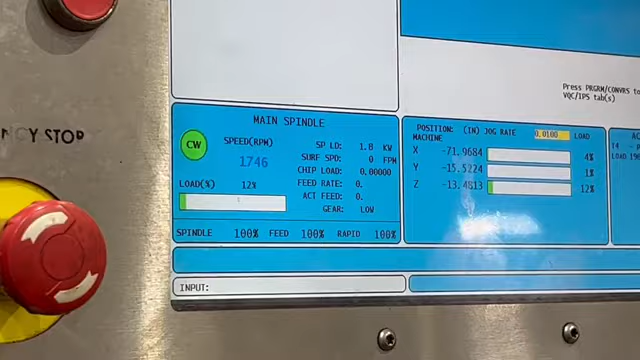 NCY STOP
Press PRGRM/CONVRS to
VQC/IPS tab(s)
MAIN SPINDLE
CW
SPEED(RPM)
1746
LOAD(%) 12%
SP LD: 1.8 KW
SURF SPD: 0 FPM
CHIP LOAD: 0.00000
FEED RATE: 0.
ACT FEED: 0.
GEAR: LOW
SPINDLE 100% FEED 100% RAPID 100%
POSITION: (IN) JOG RATE 0.0100 LOAD
MACHINE
X -71.9684 4%
Y -15.5224 1%
Z -13.4813 12%
INPUT: